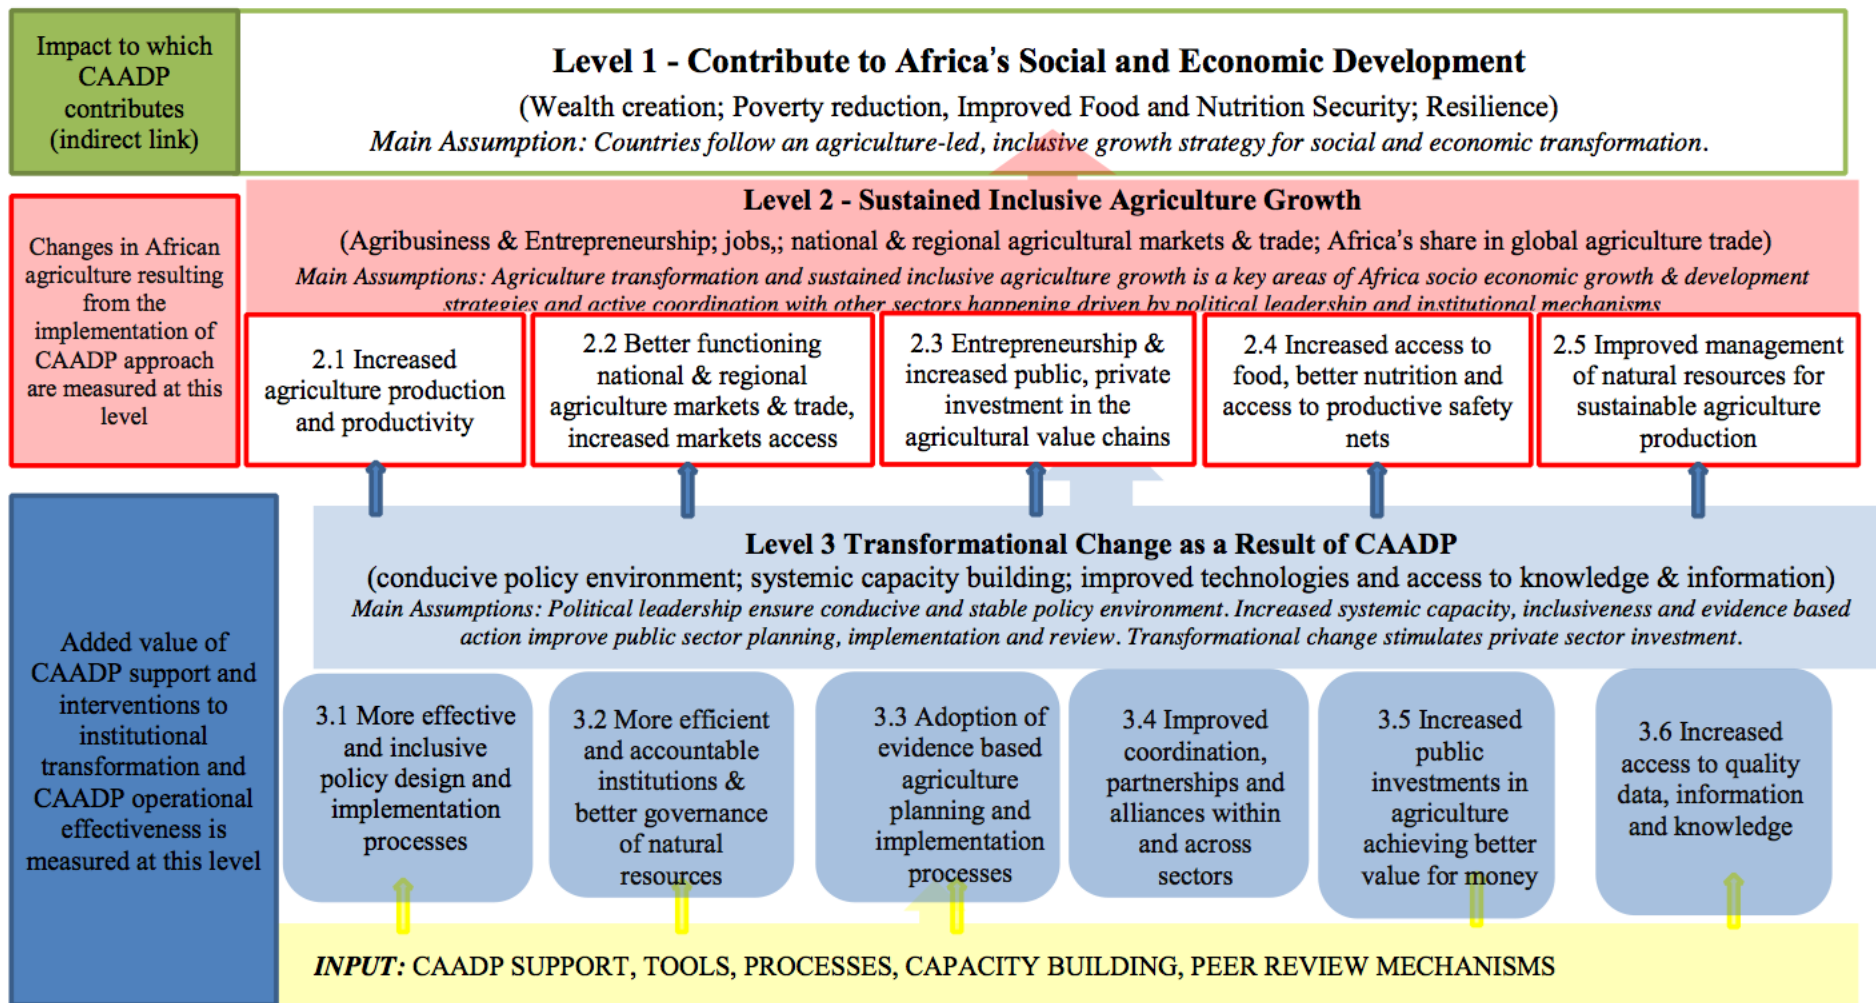 Impact to which
CAADP
contributes
(indirect link)
Level 1 - Contribute to Africa's Social and Economic Development
(Wealth creation; Poverty reduction, Improved Food and Nutrition Security; Resilience)
Main Assumption: Countries follow an agriculture-led, inclusive growth strategy for social and economic transformation.
Changes in African
agriculture resulting
from the
implementation of
CAADP approach
are measured at this
level
Level 2 - Sustained Inclusive Agriculture Growth
(Agribusiness & Entrepreneurship; jobs,; national & regional agricultural markets & trade; Africa's share in global agriculture trade)
Main Assumptions: Agriculture transformation and sustained inclusive agriculture growth is a key areas of Africa socio economic growth & development
strategies and active coordination with other sectors happening driven by political leadership and institutional mechanisms
2.1 Increased
agriculture production
and productivity
2.2 Better functioning
national & regional
agriculture markets & trade,
increased markets access
2.3 Entrepreneurship &
increased public, private
investment in the
agricultural value chains
2.4 Increased access to
food, better nutrition and
access to productive safety
nets
2.5 Improved management
of natural resources for
sustainable agriculture
production
Added value of
CAADP support and
interventions to
institutional
transformation and
CAADP operational
effectiveness is
measured at this level
Level 3 Transformational Change as a Result of CAADP
(conducive policy environment; systemic capacity building; improved technologies and access to knowledge & information)
Main Assumptions: Political leadership ensure conducive and stable policy environment. Increased systemic capacity, inclusiveness and evidence based
action improve public sector planning, implementation and review. Transformational change stimulates private sector investment.
3.1 More effective
and inclusive
policy design and
implementation
processes
3.2 More efficient
and accountable
institutions &
better governance
of natural
resources
3.3 Adoption of
evidence based
agriculture
planning and
implementation
processes
3.4 Improved
coordination,
partnerships and
alliances within
and across
sectors
3.5 Increased
public
investments in
agriculture
achieving better
value for money
3.6 Increased
access to quality
data, information
and knowledge
INPUT: CAADP SUPPORT, TOOLS, PROCESSES, CAPACITY BUILDING, PEER REVIEW MECHANISMS